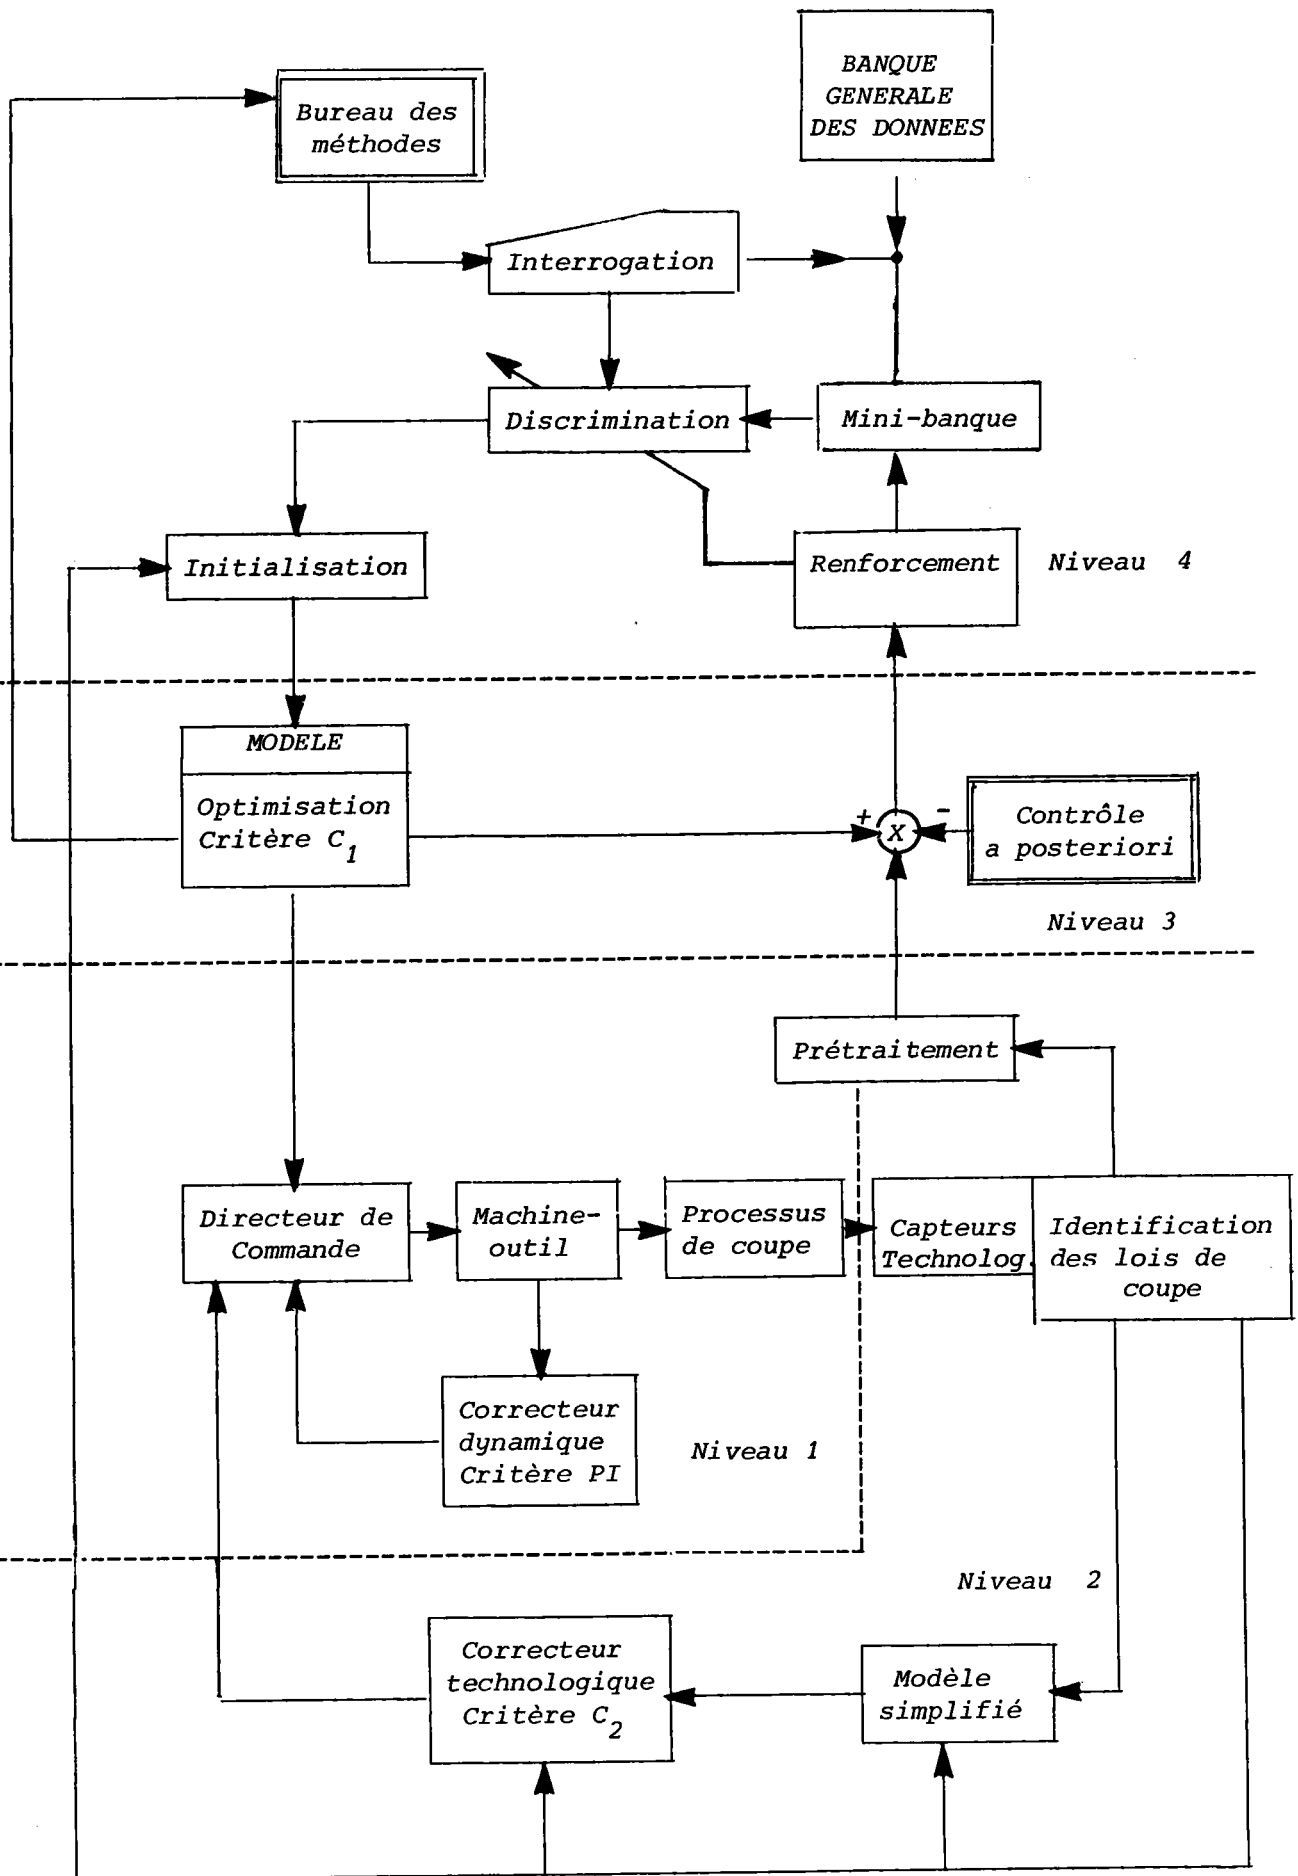 BANQUE
GENERALE
DES DONNEES
Bureau des
méthodes
Interrogation
Discrimination
Mini-banque
Initialisation
Renforcement
Niveau 4
MODELE
Optimisation
Critère C1
+
X
-
Contrôle
a posteriori
Niveau 3
Prétraitement
Directeur de
Commande
Machine-
outil
Processus
de coupe
Capteurs
Technolog.
Identification
des lois de
coupe
Correcteur
dynamique
Critère PI
Niveau 1
Niveau 2
Correcteur
technologique
Critère C2
Modèle
simplifié